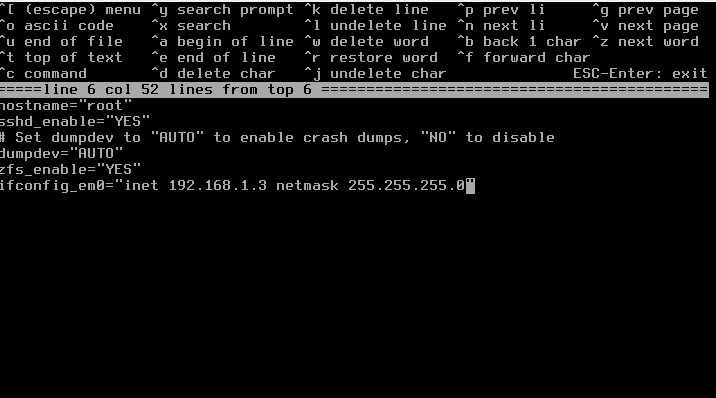 ^[ (escape) menu ^y search prompt ^k delete line ^p prev li ^g prev page
^o ascii code ^x search ^l undelete line ^n next li ^v next page
^u end of file ^a begin of line ^w delete word ^b back 1 char ^z next word
^t top of text ^e end of line ^r restore word ^f forward char
^c command ^d delete char ^j undelete char ESC-Enter: exit
=====line 6 col 52 lines from top 6 ============================================
hostname="root"
sshd_enable="YES"
# Set dumpdev to "AUTO" to enable crash dumps, "NO" to disable
dumpdev="AUTO"
zfs_enable="YES"
ifconfig_em0="inet 192.168.1.3 netmask 255.255.255.0"